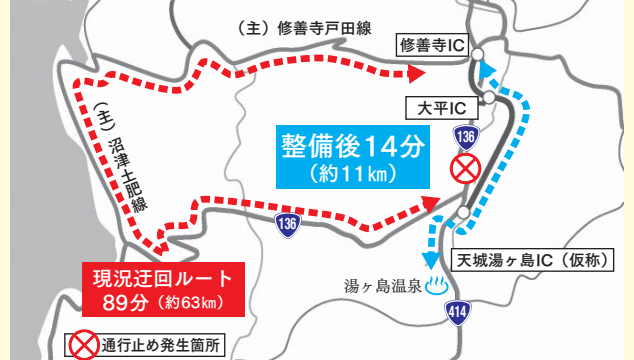 (主)修善寺戸田線
修善寺IC
大平IC
(主)沼津土肥線
136
整備後14分
(約11㎞)
136
現況迂回ルート
89分(約63㎞)
天城湯ヶ島IC(仮称)
湯ヶ島温泉
414
通行止め発生箇所